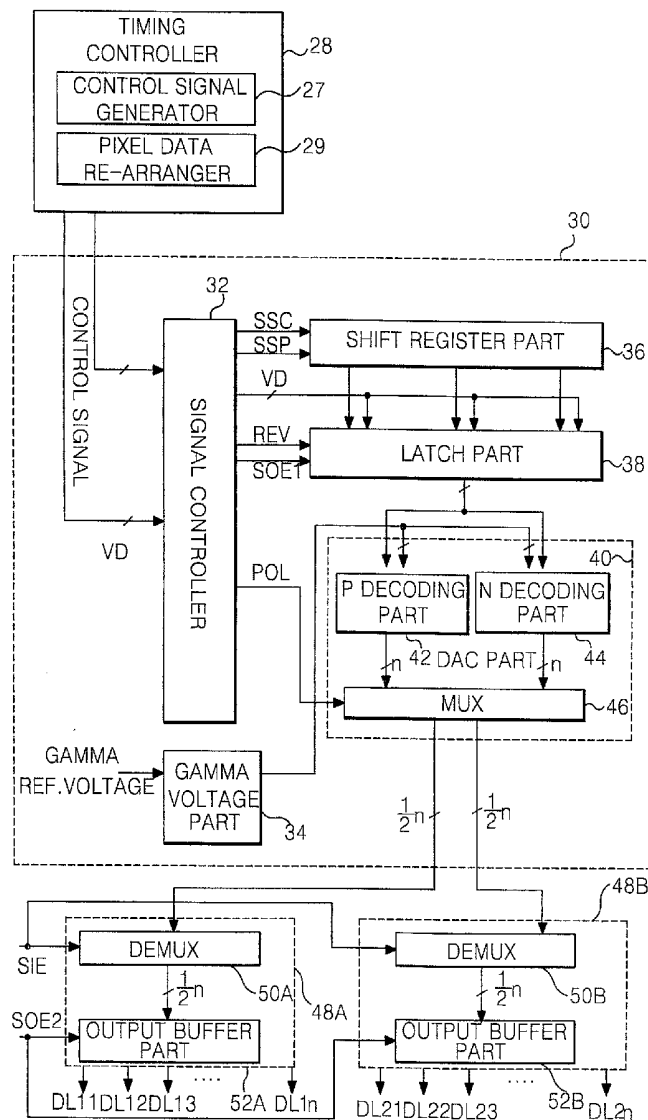 TIMING
CONTROLLER
28
CONTROL SIGNAL
GENERATOR
27
PIXEL DATA
RE-ARRANGER
29
30
CONTROL SIGNAL
VD
32
SIGNAL CONTROLLER
SSC
SSP
SHIFT REGISTER PART
36
VD
REV
SOE1
LATCH PART
38
40
POL
P DECODING
PART
N DECODING
PART
42
DAC PART
44
n
n
MUX
46
GAMMA
REF.VOLTAGE
GAMMA
VOLTAGE
PART
34
1/2 n
1/2 n
48B
SIE
DEMUX
DEMUX
1/2 n
50A
48A
1/2 n
50B
SOE2
OUTPUT BUFFER
PART
OUTPUT BUFFER
PART
DL11 DL12 DL13 .... 52A DL1n
DL21 DL22 DL23 .... 52B DL2n